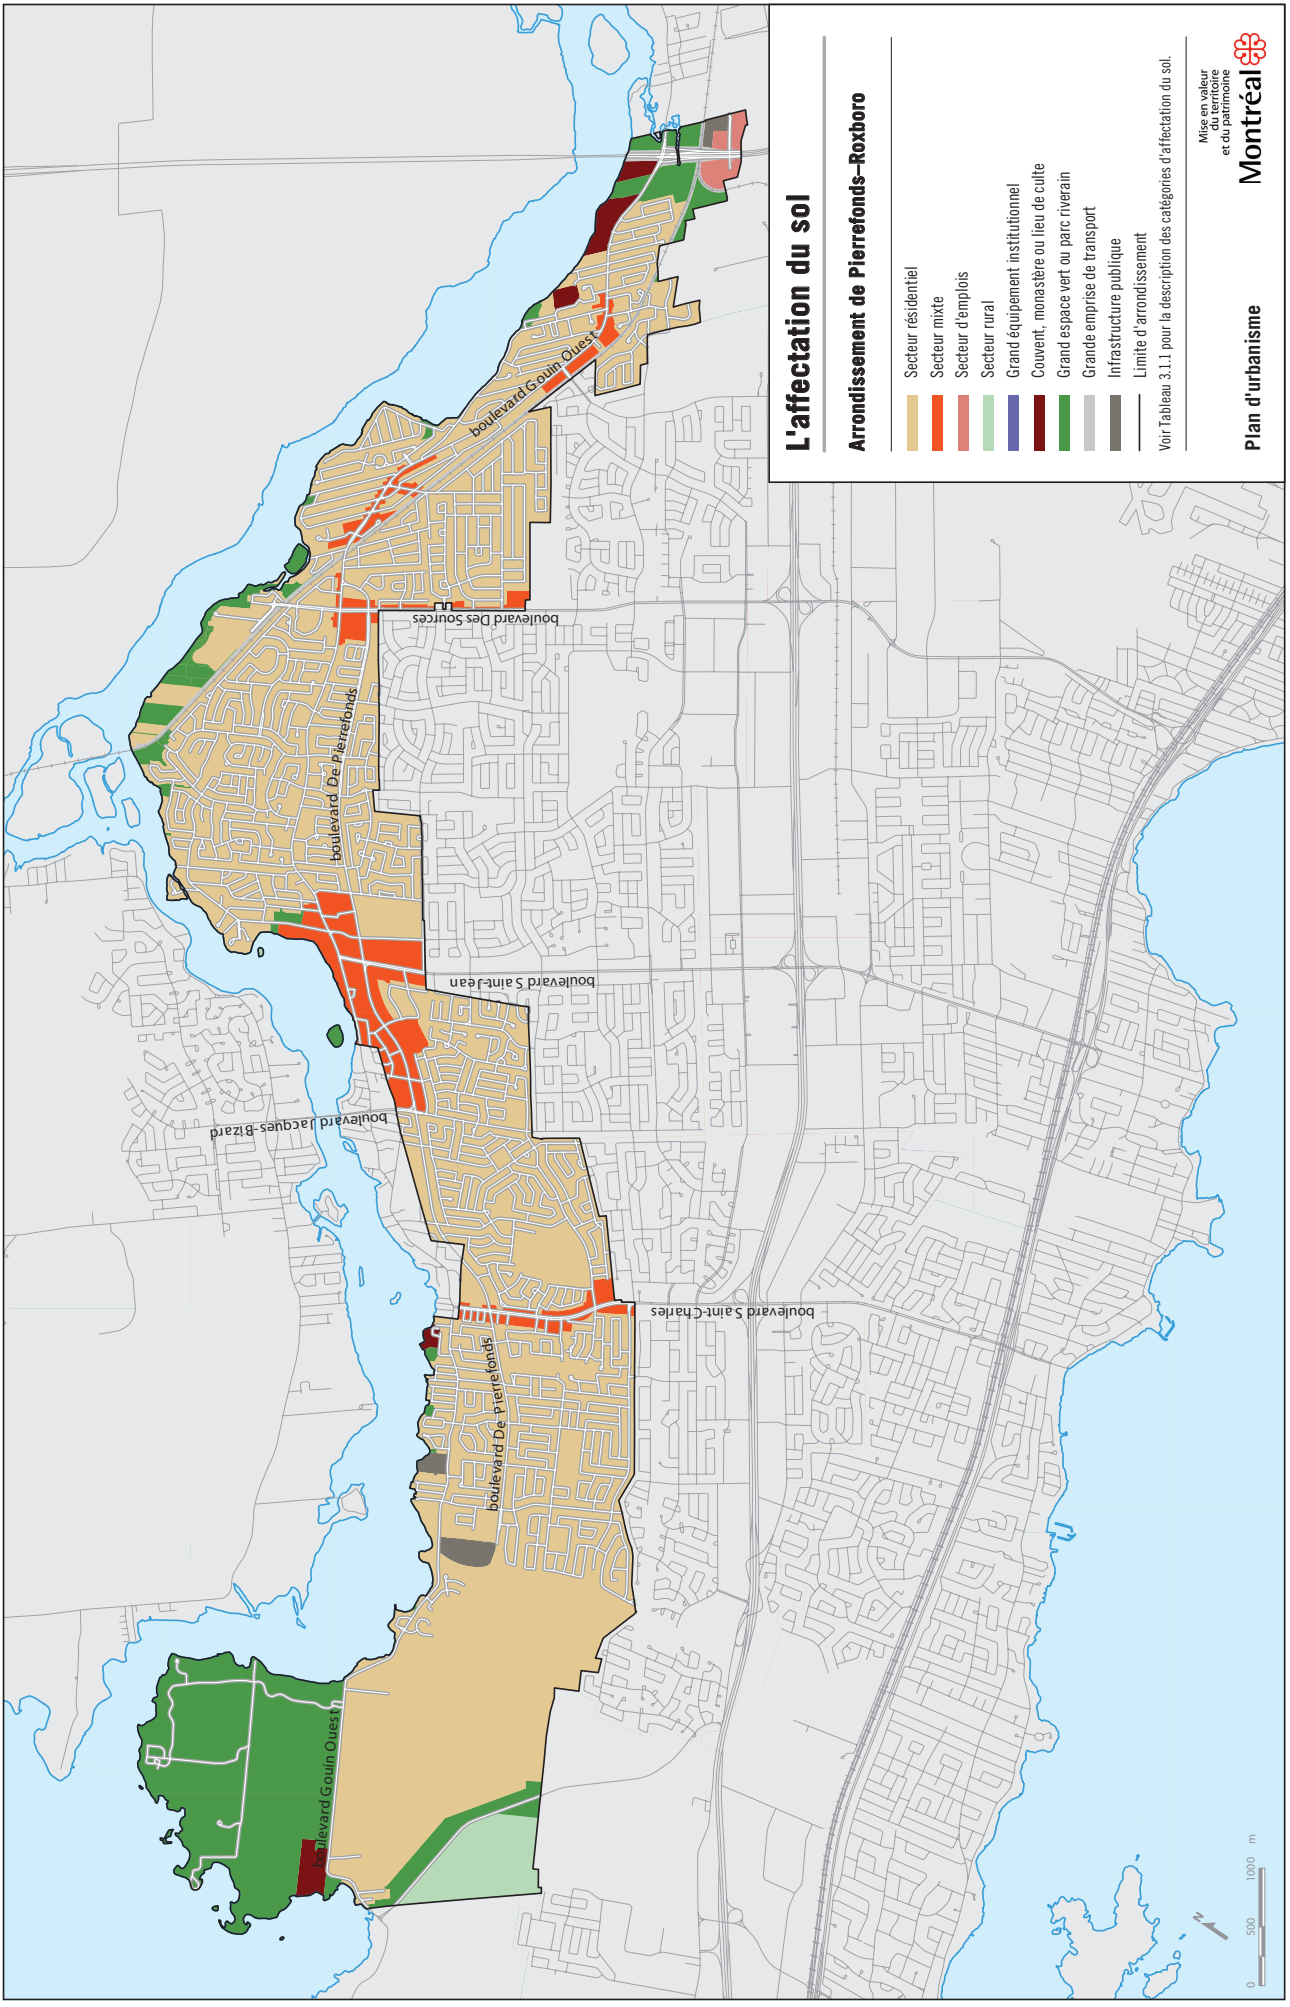 L'affectation du sol
Arrondissement de Pierrefonds–Roxboro
Secteur résidentiel
Secteur mixte
Secteur d'emplois
Secteur rural
Grand équipement institutionnel
Couvent, monastère ou lieu de culte
Grand espace vert ou parc riverain
Grande emprise de transport
Infrastructure publique
Limite d'arrondissement
Voir Tableau 3.1.1 pour la description des catégories d'affectation du sol.
Plan d'urbanisme
Mise en valeur
du territoire
et du patrimoine
Montréal
boulevard Gouin Ouest
boulevard De Pierrefonds
boulevard Saint-Charles
boulevard Jacques-Bizard
boulevard Saint-Jean
boulevard De Pierrefonds
boulevard Des Sources
boulevard Gouin Ouest
N
0 500 1000 m